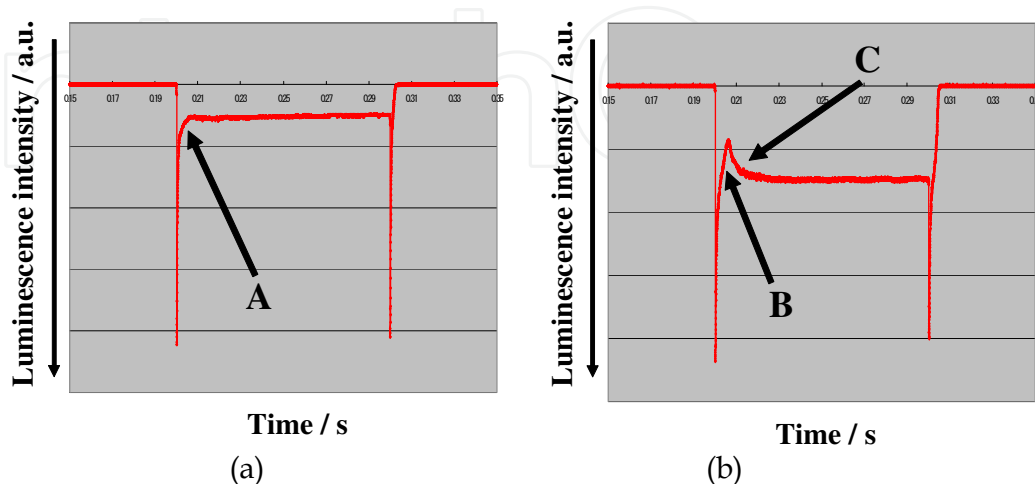 Luminescence intensity / a.u.
0.15 0.17 0.19 0.21 0.23 0.25 0.27 0.29 0.31 0.33 0.35
A
Time / s
(a)
Luminescence intensity / a.u.
0.15 0.17 0.19 0.21 0.23 0.25 0.27 0.29 0.31 0.33
C
B
Time / s
(b)